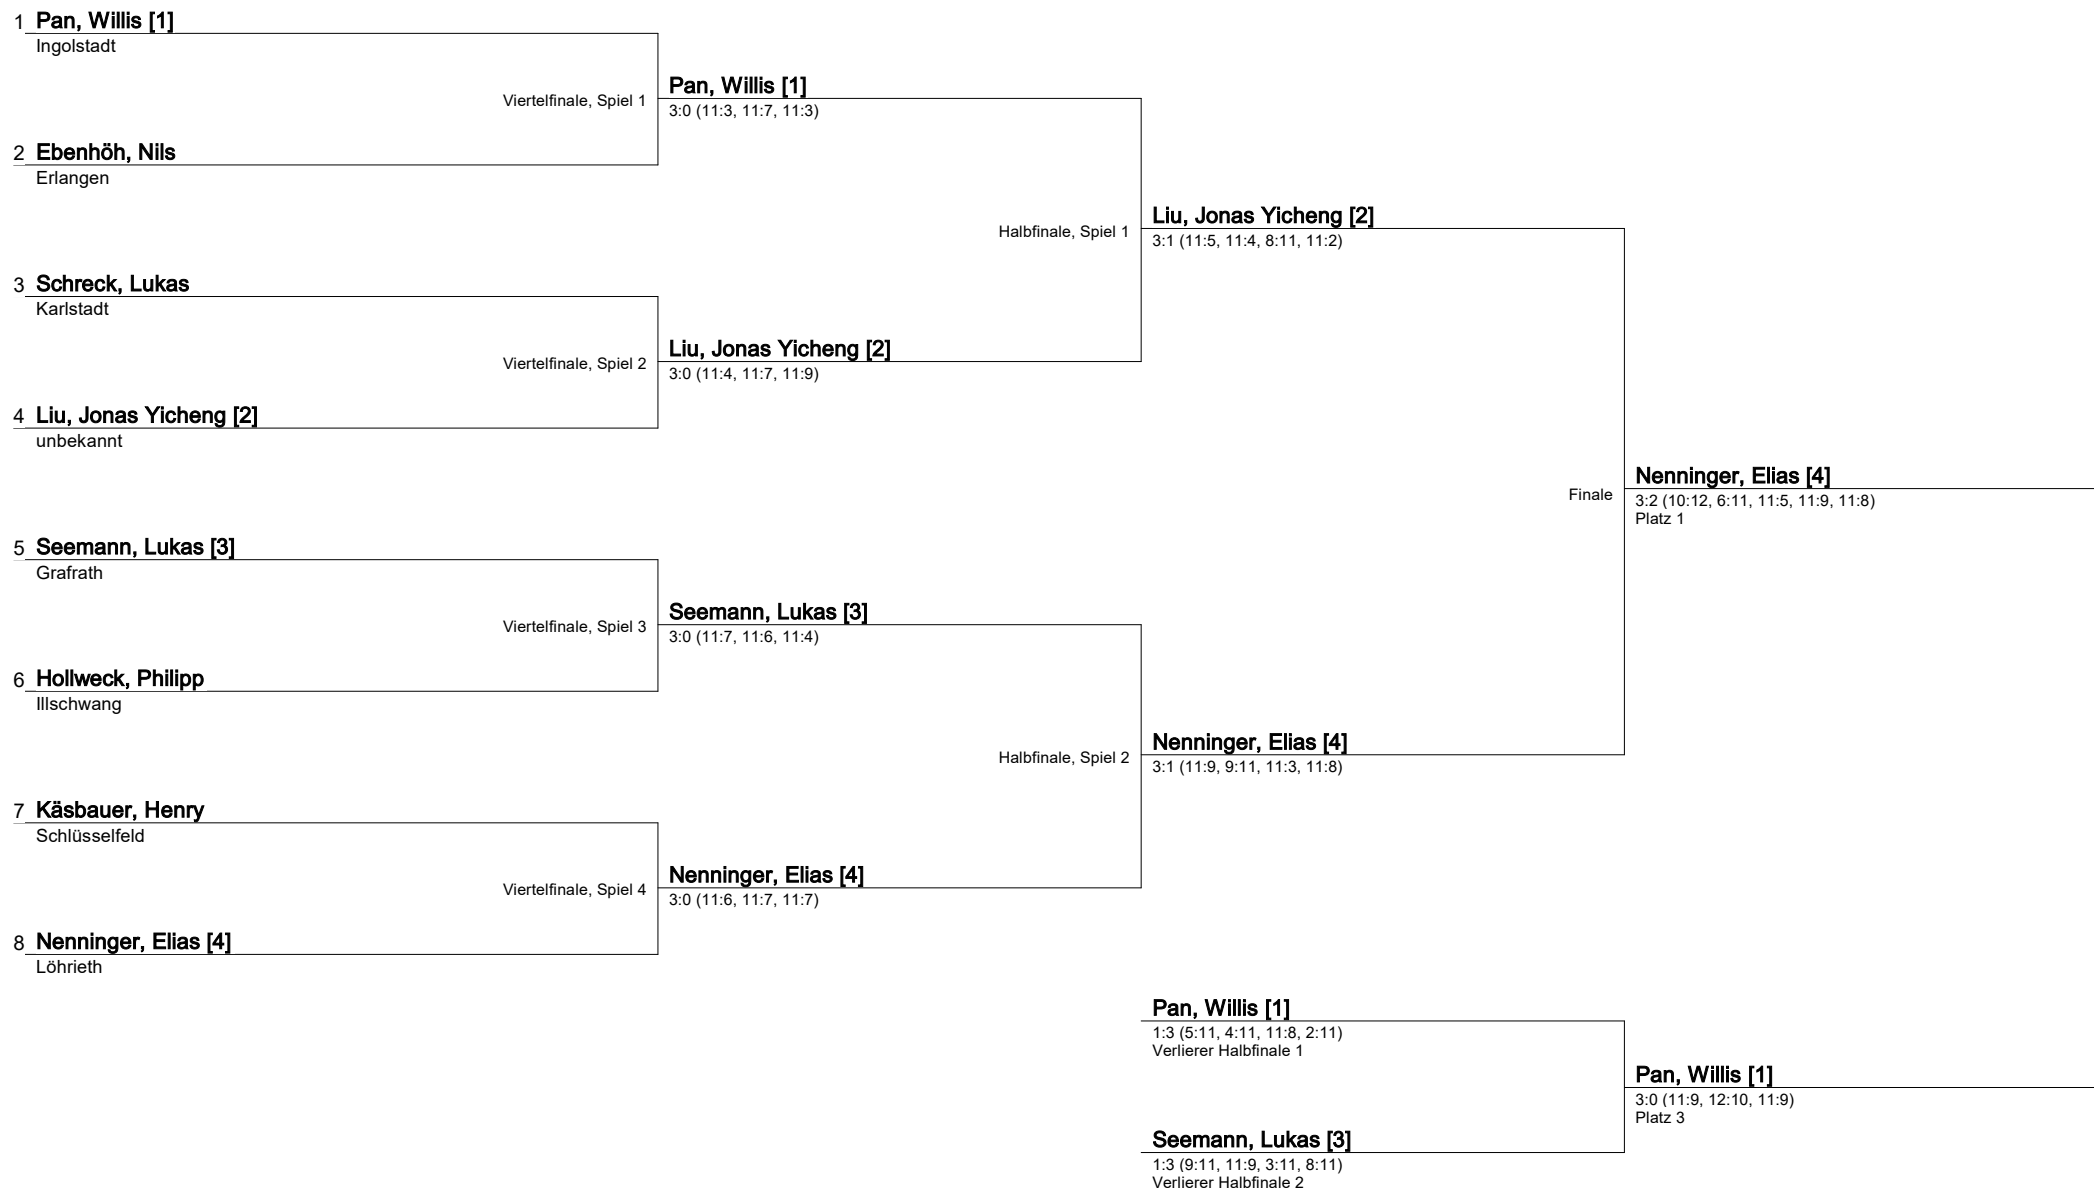 1 Pan, Willis [1]
Ingolstadt
Viertelfinale, Spiel 1
Pan, Willis [1]
3:0 (11:3, 11:7, 11:3)
2 Ebenhöh, Nils
Erlangen
Halbfinale, Spiel 1
Liu, Jonas Yicheng [2]
3:1 (11:5, 11:4, 8:11, 11:2)
3 Schreck, Lukas
Karlstadt
Viertelfinale, Spiel 2
Liu, Jonas Yicheng [2]
3:0 (11:4, 11:7, 11:9)
4 Liu, Jonas Yicheng [2]
unbekannt
Finale
Nenninger, Elias [4]
3:2 (10:12, 6:11, 11:5, 11:9, 11:8)
Platz 1
5 Seemann, Lukas [3]
Grafrath
Viertelfinale, Spiel 3
Seemann, Lukas [3]
3:0 (11:7, 11:6, 11:4)
6 Hollweck, Philipp
Illschwang
Halbfinale, Spiel 2
Nenninger, Elias [4]
3:1 (11:9, 9:11, 11:3, 11:8)
7 Käsbauer, Henry
Schlüsselfeld
Viertelfinale, Spiel 4
Nenninger, Elias [4]
3:0 (11:6, 11:7, 11:7)
8 Nenninger, Elias [4]
Löhrieth
Pan, Willis [1]
1:3 (5:11, 4:11, 11:8, 2:11)
Verlierer Halbfinale 1
Pan, Willis [1]
3:0 (11:9, 12:10, 11:9)
Platz 3
Seemann, Lukas [3]
1:3 (9:11, 11:9, 3:11, 8:11)
Verlierer Halbfinale 2